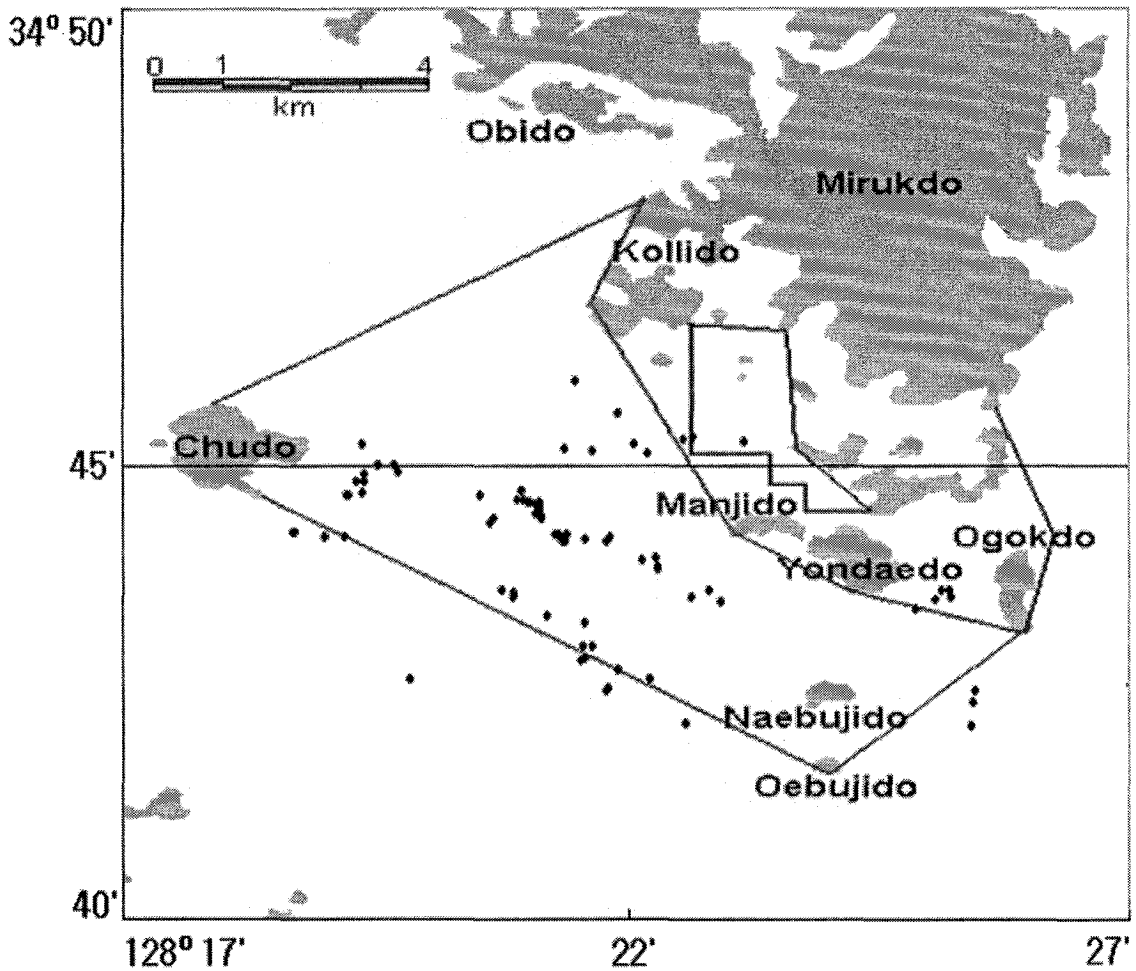 34° 50'
0 1 4
km
Obido
Mirukdo
Kollido
Chudo
45'
Manjido
Ogokdo
Yondaedo
Naebujido
Oebujido
40'
128° 17' 22' 27'